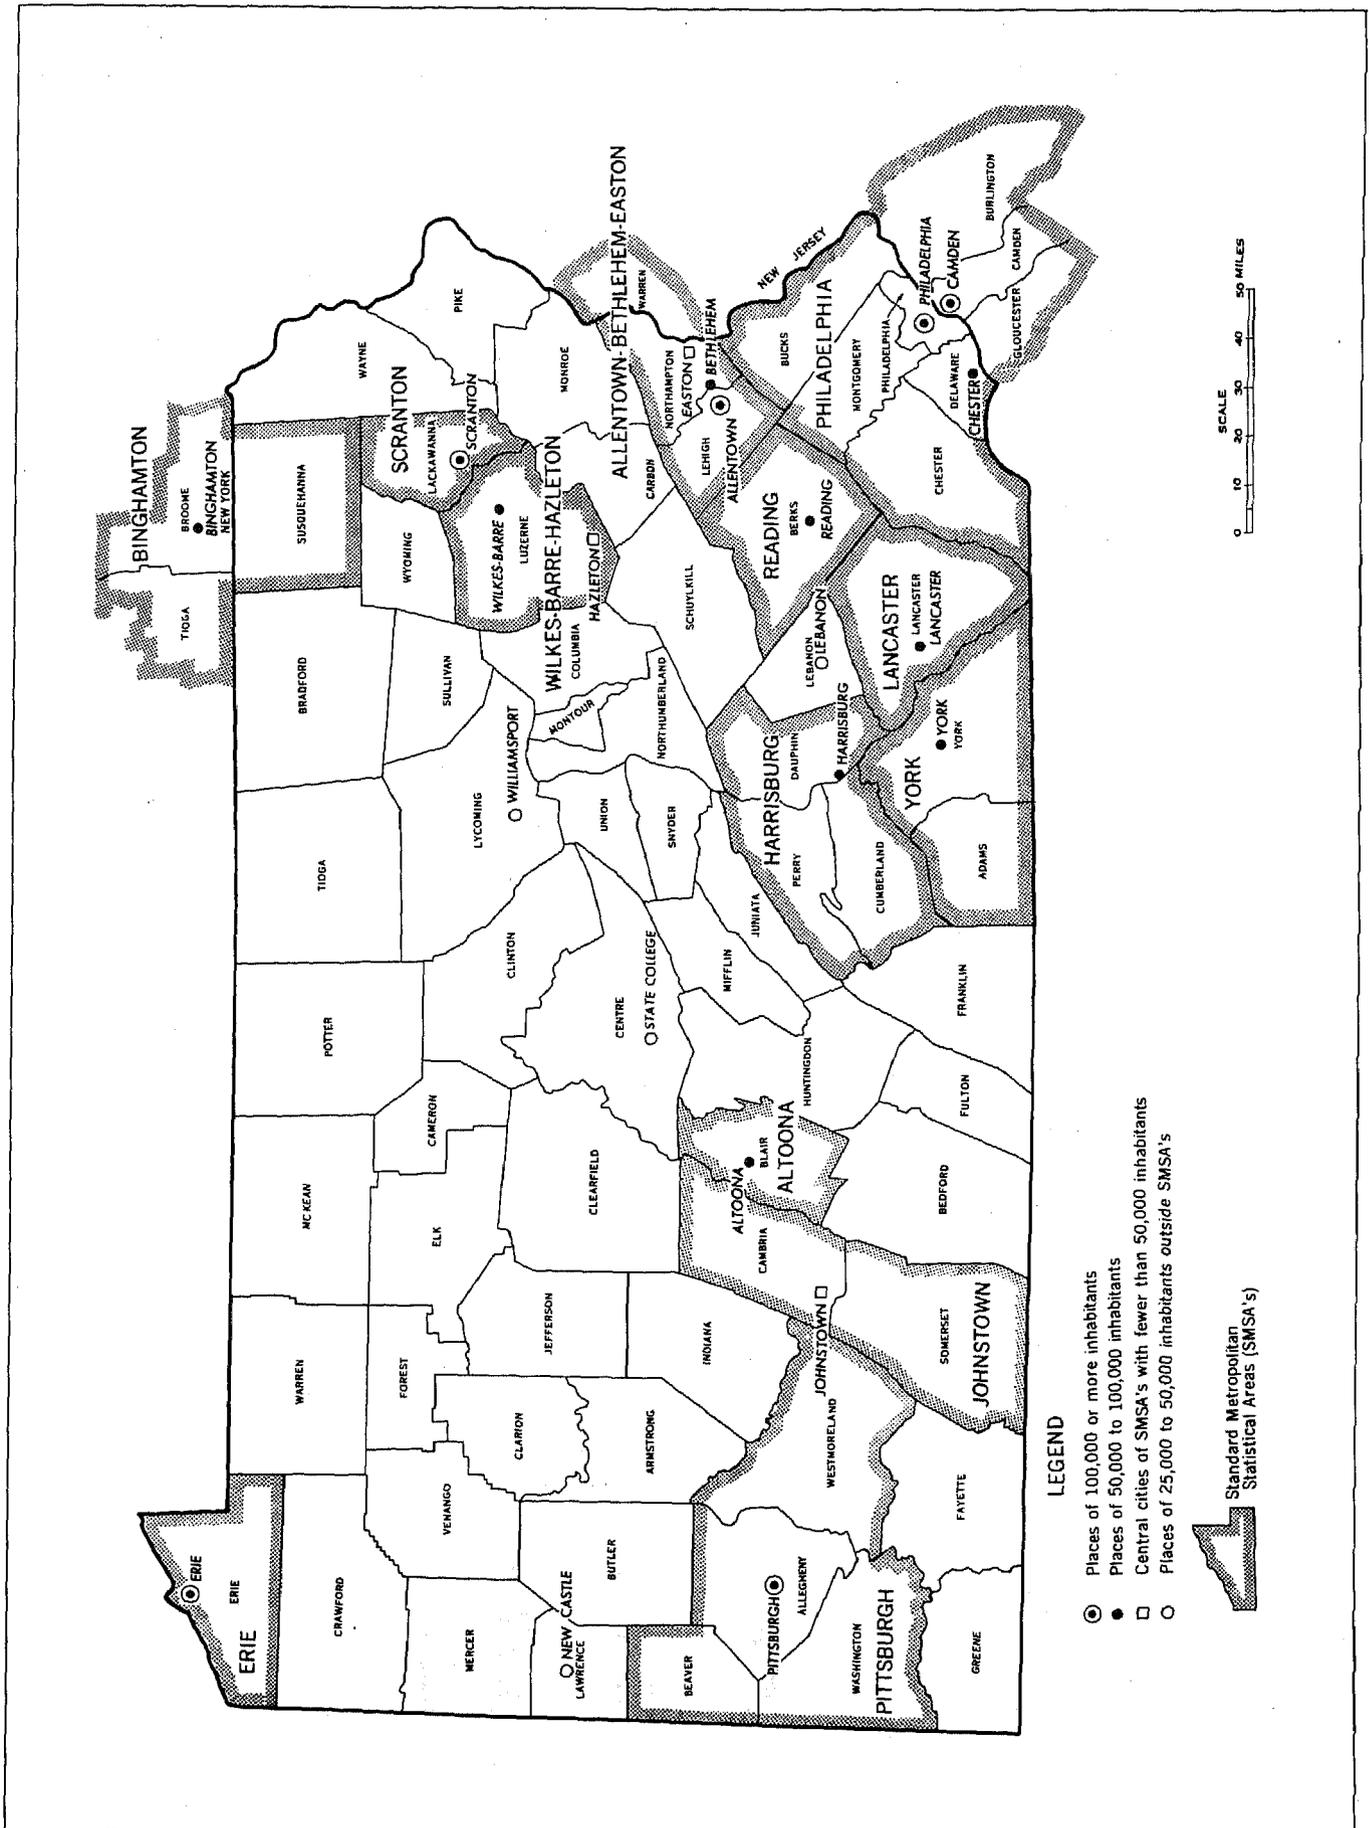 BINGHAMTON
BROOME
BINGHAMTON
NEW YORK
TIOGA
ERIE
ERIE
ERIE
CRAWFORD
WARREN
MC KEAN
POTTER
TIOGA
BRADFORD
SUSQUEHANNA
WAYNE
PIKE
MERCER
VENANGO
FOREST
ELK
CAMERON
CLINTON
LYCOMING
WILLIAMSPORT
SULLIVAN
WYOMING
SCRANTON
LACKAWANNA
SCRANTON
WILKES-BARRE
LUZERNE
WILKES-BARRE-HAZLETON
HAZLETON
MONROE
NEW CASTLE
LAWRENCE
BUTLER
CLARION
JEFFERSON
CLEARFIELD
CENTRE
STATE COLLEGE
UNION
SNYDER
MONTOUR
COLUMBIA
NORTHUMBERLAND
SCHUYLKILL
CARBON
ALLENTOWN-BETHLEHEM-EASTON
WARREN
NORTHAMPTON
EASTON
BETHLEHEM
LEHIGH
ALLENTOWN
BEAVER
ARMSTRONG
INDIANA
MIFFLIN
JUNIATA
PITTSBURGH
ALLEGHENY
WASHINGTON
PITTSBURGH
WESTMORELAND
JOHNSTOWN
CAMBRIA
ALTOONA
BLAIR
ALTOONA
HUNTINGDON
HARRISBURG
PERRY
DAUPHIN
HARRISBURG
CUMBERLAND
LEBANON
LEBANON
READING
BERKS
READING
NEW JERSEY
BUCKS
PHILADELPHIA
MONTGOMERY
PHILADELPHIA
PHILADELPHIA
CAMDEN
BURLINGTON
CAMDEN
GLOUCESTER
DELAWARE
CHESTER
CHESTER
LANCASTER
LANCASTER
LANCASTER
YORK
YORK
YORK
ADAMS
FRANKLIN
FULTON
BEDFORD
SOMERSET
JOHNSTOWN
FAYETTE
GREENE
LEGEND
Places of 100,000 or more inhabitants
Places of 50,000 to 100,000 inhabitants
Central cities of SMSA's with fewer than 50,000 inhabitants
Places of 25,000 to 50,000 inhabitants outside SMSA's
Standard Metropolitan
Statistical Areas (SMSA's)
SCALE
0 10 20 30 40 50 MILES